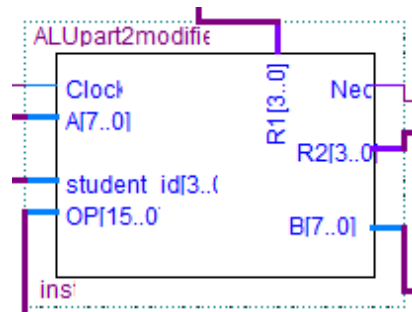 ALUpart2modifie
Clock
A[7..0]
student_id[3..0
OP[15..0]
R1[3..0]
Neg
R2[3..0]
B[7..0]
inst